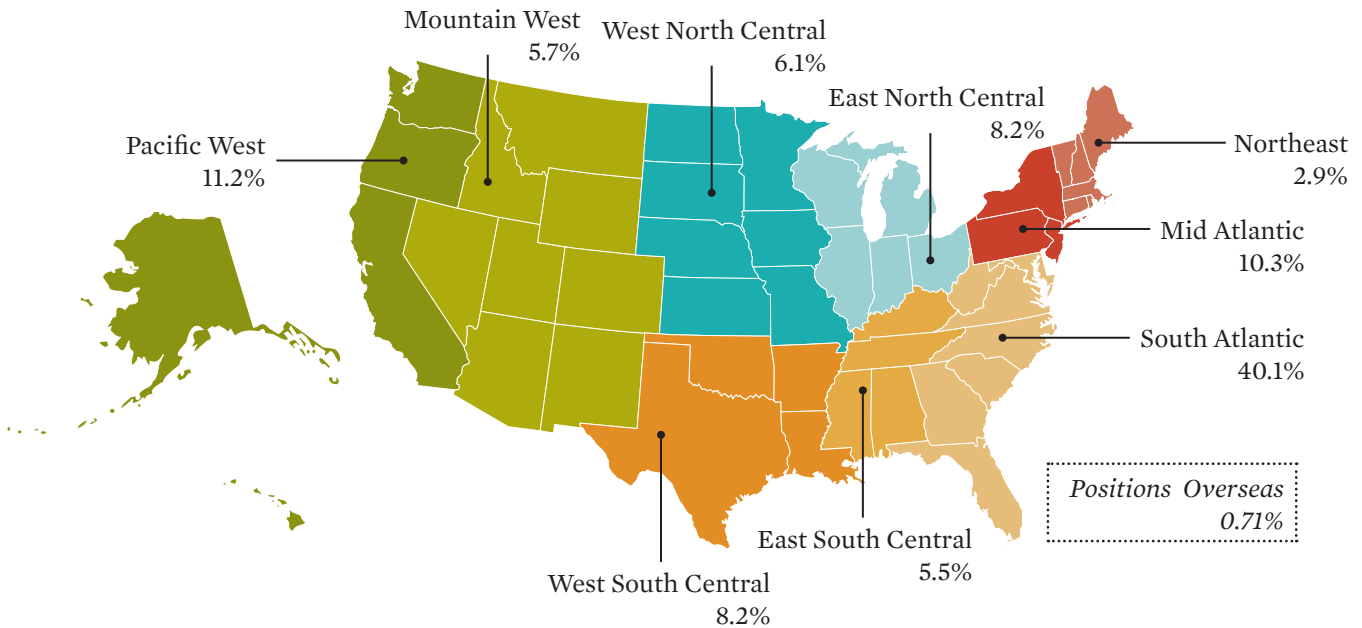 Mountain West
5.7%
West North Central
6.1%
East North Central
8.2%
Pacific West
11.2%
Northeast
2.9%
Mid Atlantic
10.3%
South Atlantic
40.1%
Positions Overseas
0.71%
East South Central
5.5%
West South Central
8.2%